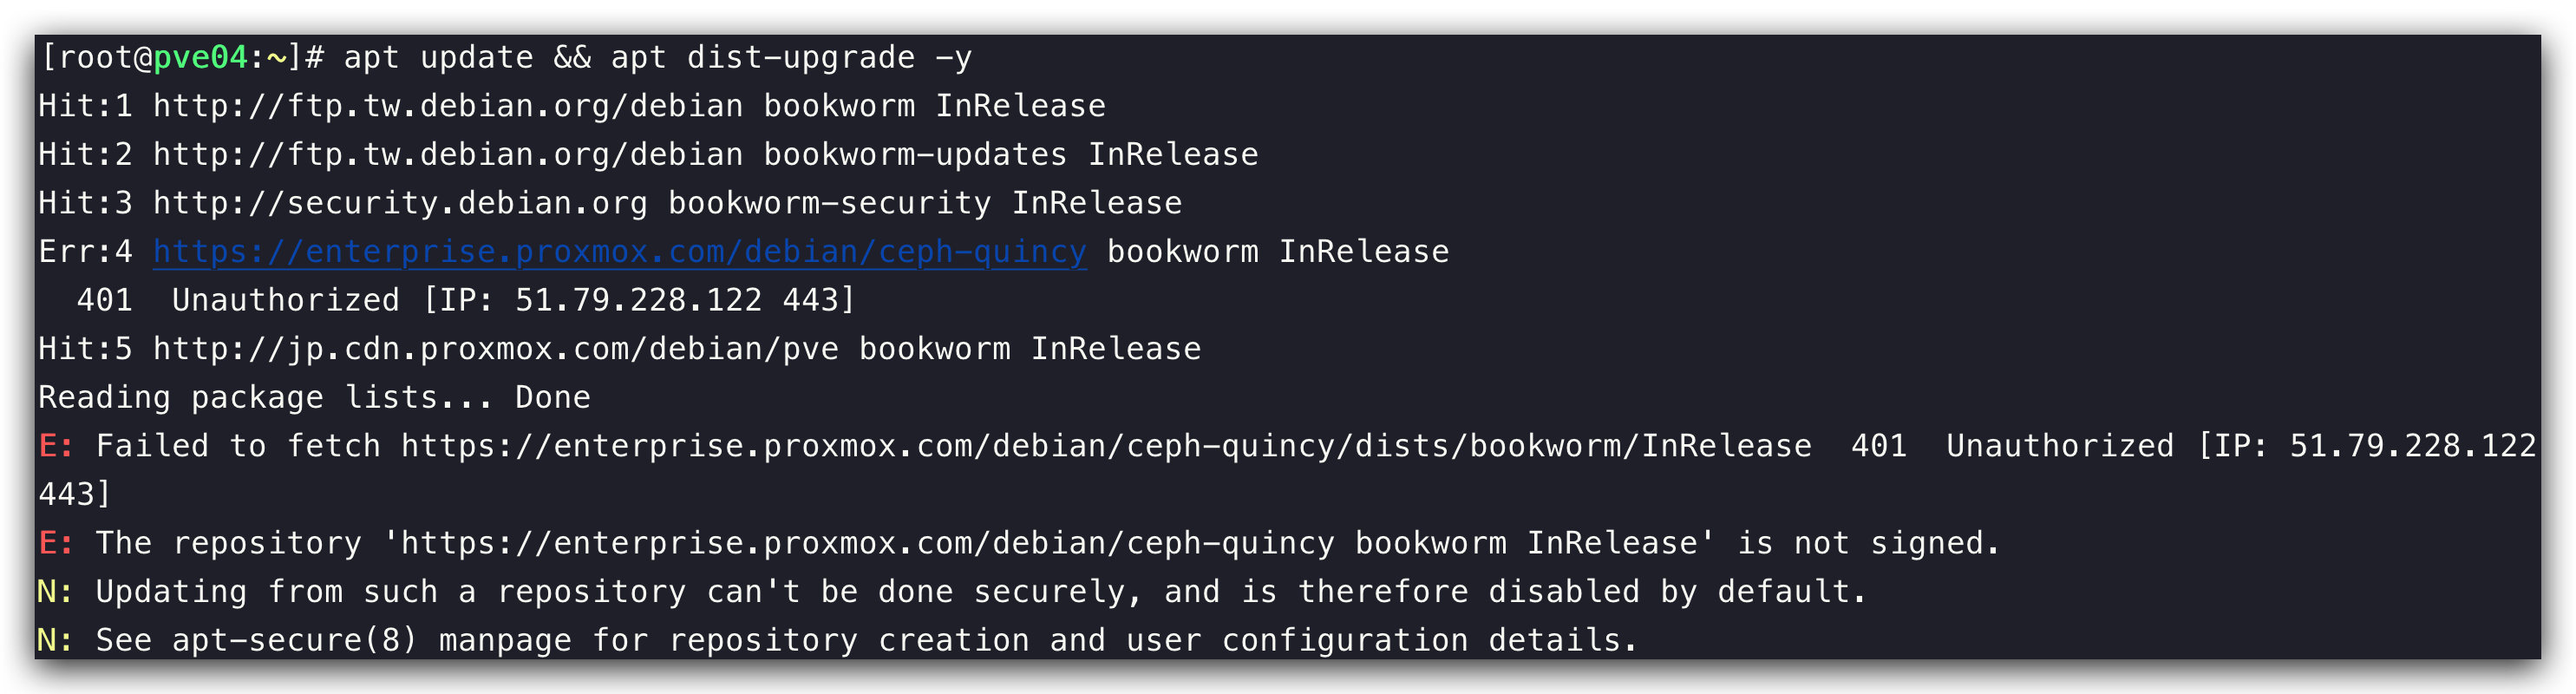 [root@pve04:~]# apt update && apt dist-upgrade -y
Hit:1 http://ftp.tw.debian.org/debian bookworm InRelease
Hit:2 http://ftp.tw.debian.org/debian bookworm-updates InRelease
Hit:3 http://security.debian.org bookworm-security InRelease
Err:4 https://enterprise.proxmox.com/debian/ceph-quincy bookworm InRelease
  401  Unauthorized [IP: 51.79.228.122 443]
Hit:5 http://jp.cdn.proxmox.com/debian/pve bookworm InRelease
Reading package lists... Done
E: Failed to fetch https://enterprise.proxmox.com/debian/ceph-quincy/dists/bookworm/InRelease  401  Unauthorized [IP: 51.79.228.122
443]
E: The repository 'https://enterprise.proxmox.com/debian/ceph-quincy bookworm InRelease' is not signed.
N: Updating from such a repository can't be done securely, and is therefore disabled by default.
N: See apt-secure(8) manpage for repository creation and user configuration details.